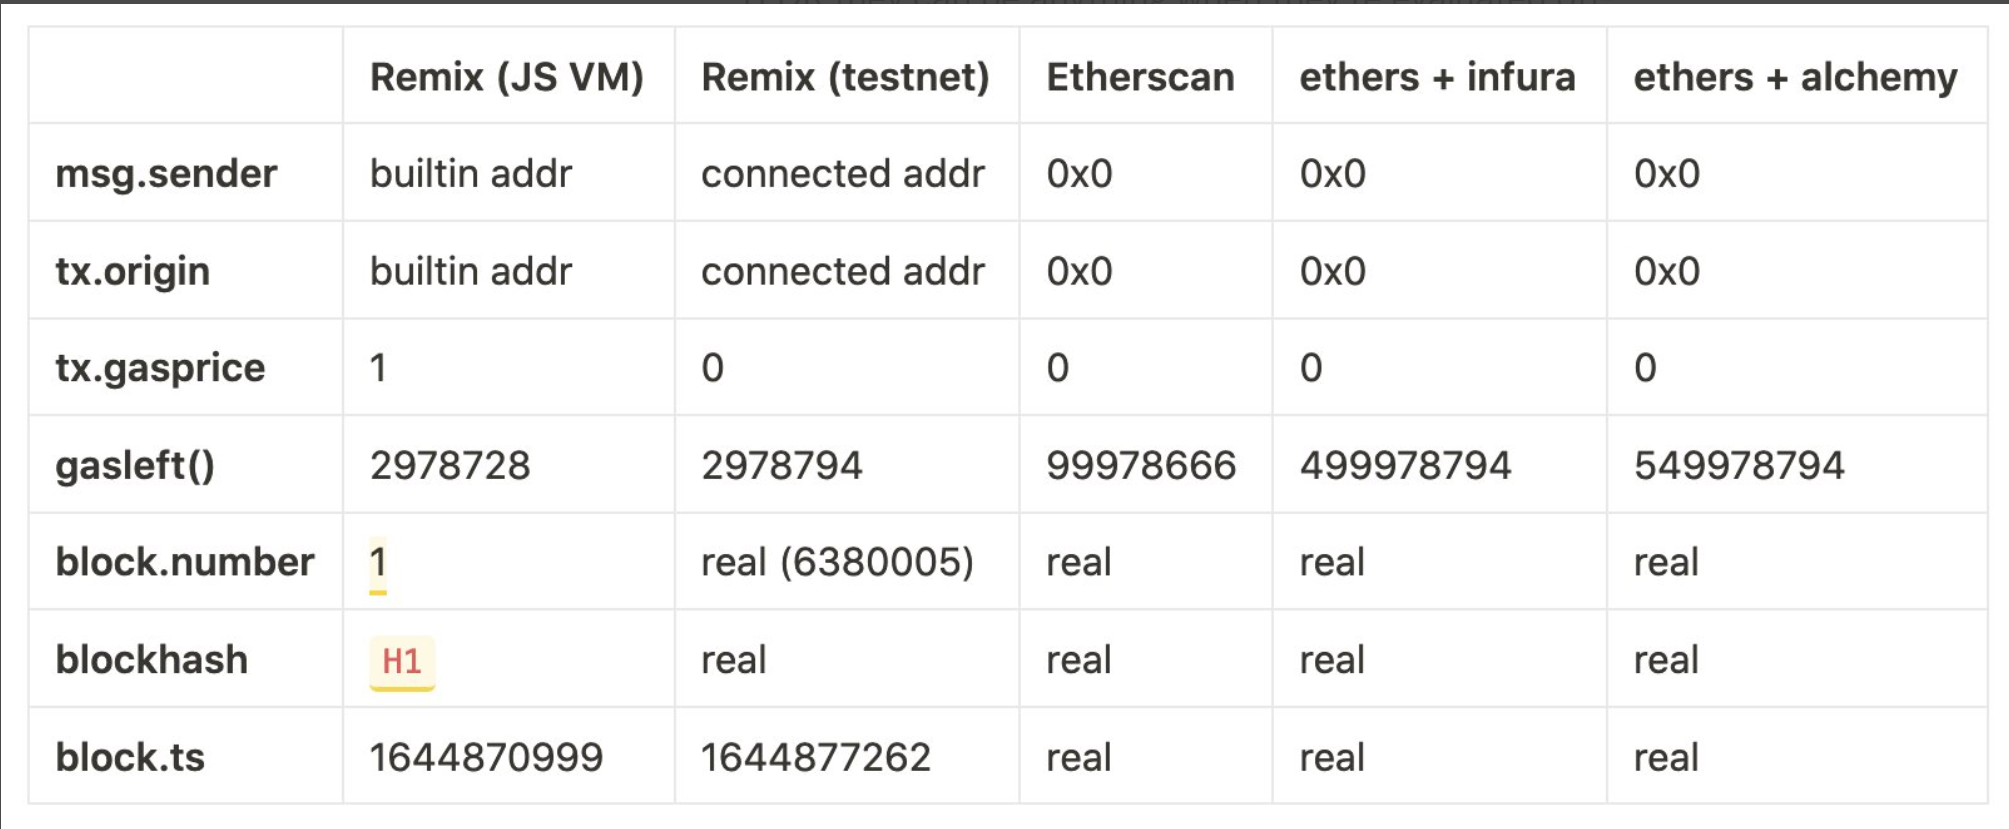 Remix (JS VM) Remix (testnet) Etherscan ethers + infura ethers + alchemy
msg.sender builtin addr connected addr 0x0 0x0 0x0
tx.origin builtin addr connected addr 0x0 0x0 0x0
tx.gasprice 1 0 0 0 0
gasleft() 2978728 2978794 99978666 499978794 549978794
block.number 1 real (6380005) real real real
blockhash H1 real real real real
block.ts 1644870999 1644877262 real real real